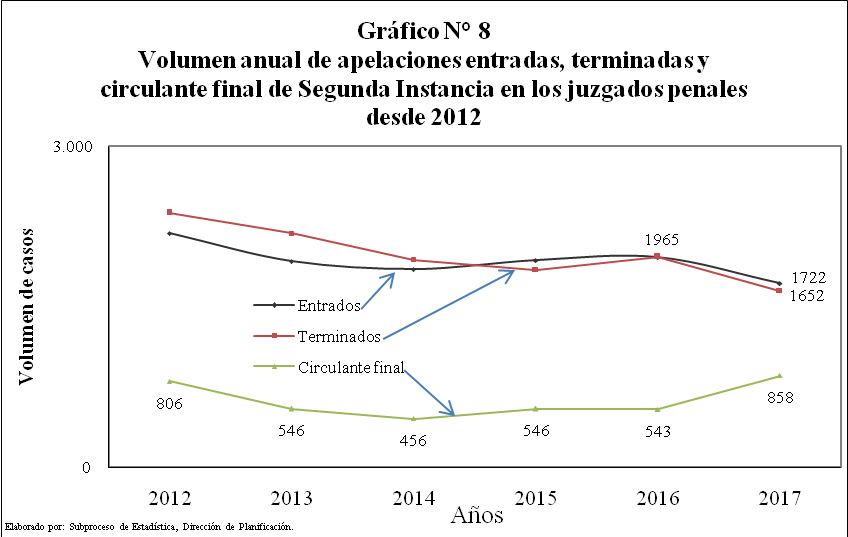 Gráfico N° 8
Volumen anual de apelaciones entradas, terminadas y
circulante final de Segunda Instancia en los juzgados penales
desde 2012
3.000
1965
1722
1652
Entrados
Terminados
Circulante final
Volumen de casos
806
546
456
546
543
858
0
2012 2013 2014 2015 2016 2017
Años
Elaborado por: Subproceso de Estadística, Dirección de Planificación.